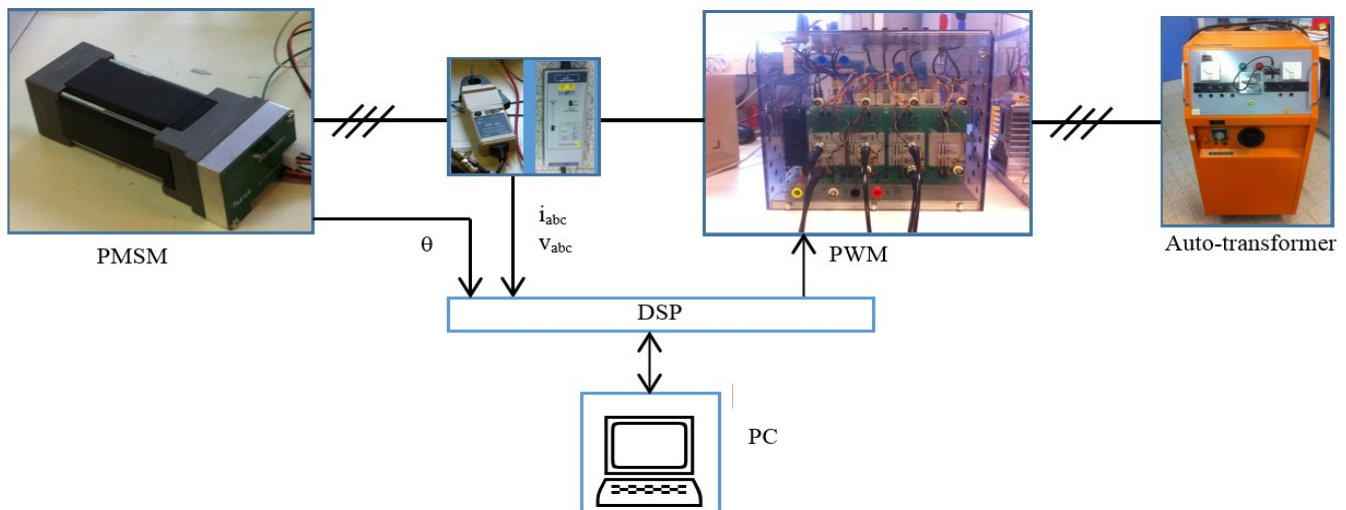 i_abc
v_abc
θ
PMSM
PWM
Auto-transformer
DSP
PC